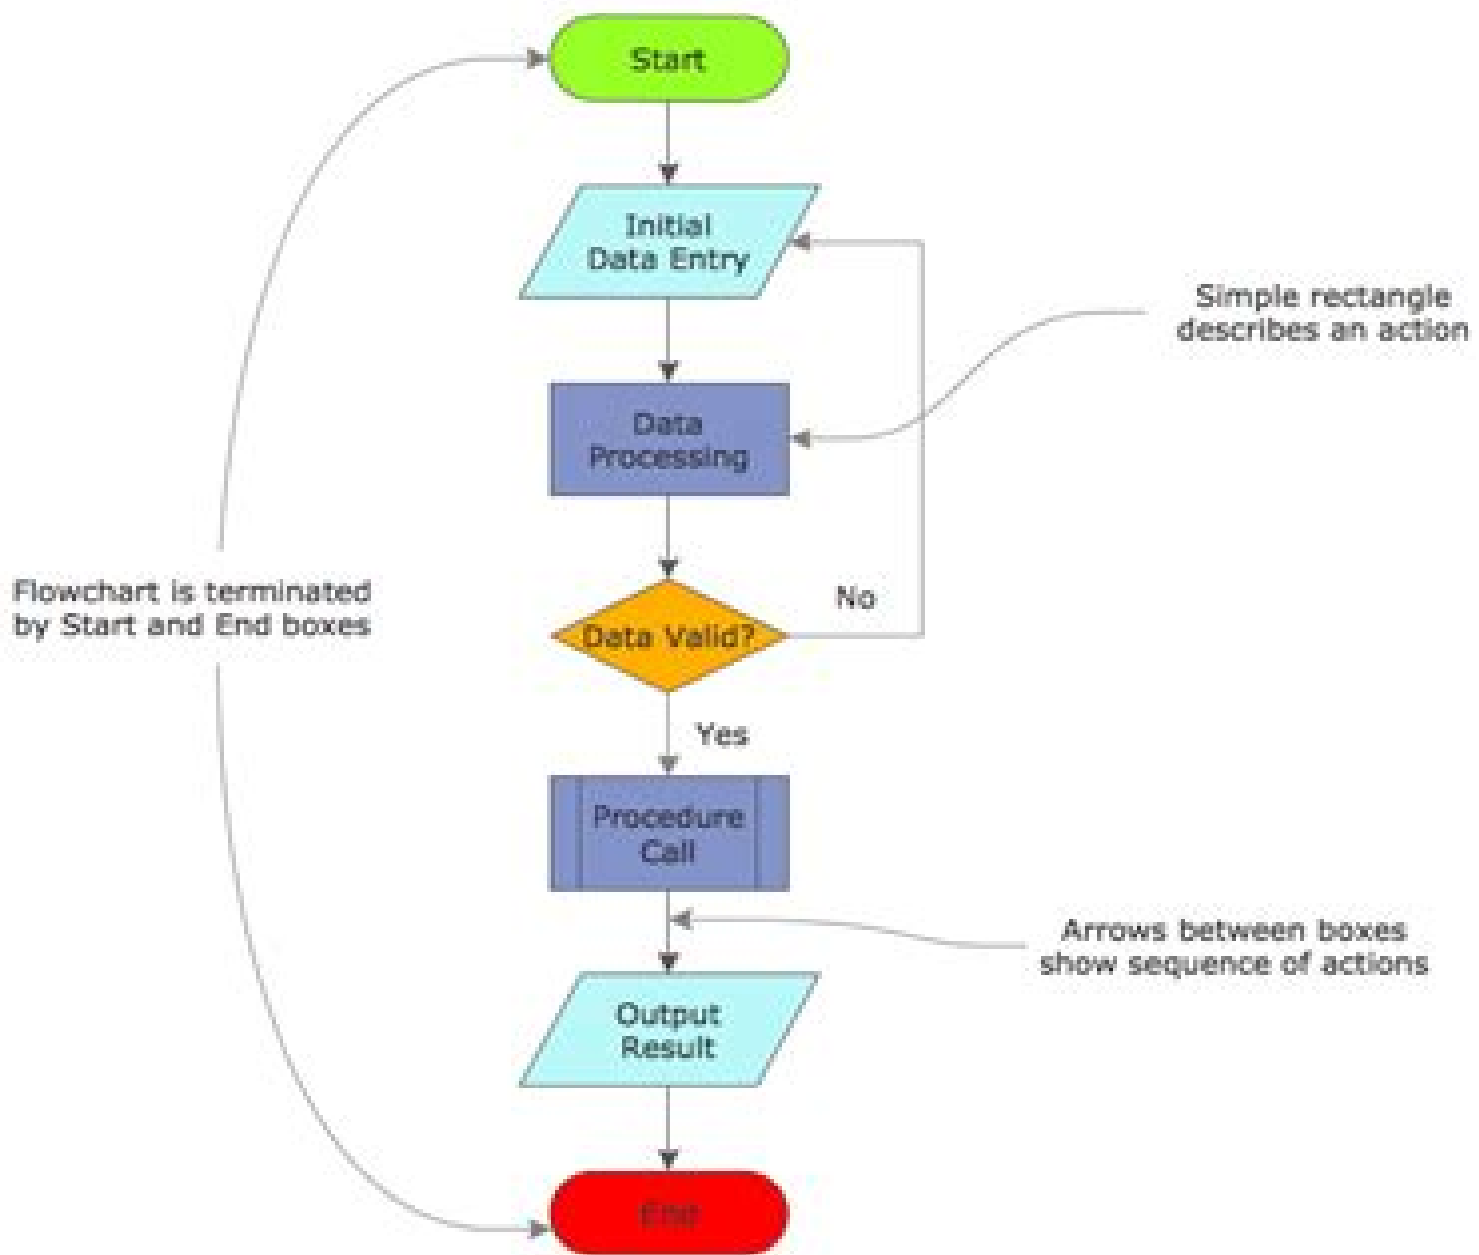 Start
Initial
Data Entry
Simple rectangle
describes an action
Data
Processing
Flowchart is terminated
by Start and End boxes
No
Data Valid?
Yes
Procedure
Call
Arrows between boxes
show sequence of actions
Output
Result
End